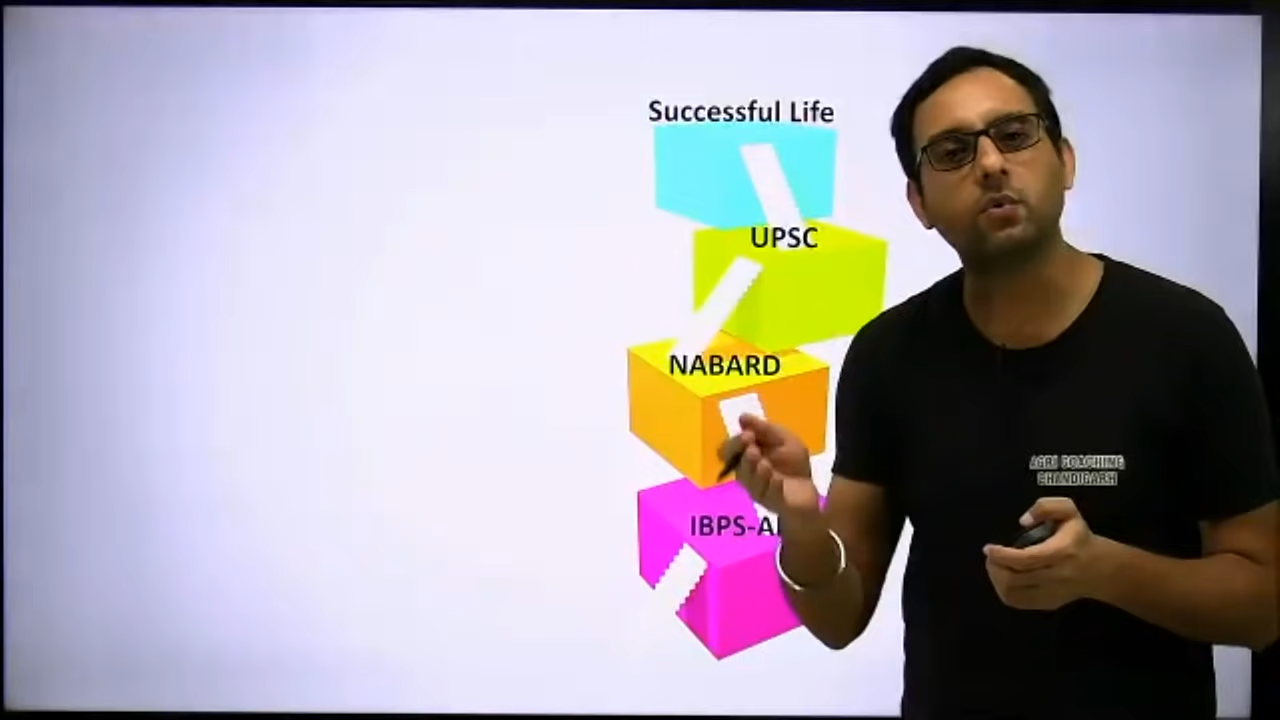 Successful Life
UPSC
NABARD
IBPS-A
AGRI COACHING
CHANDIGARH